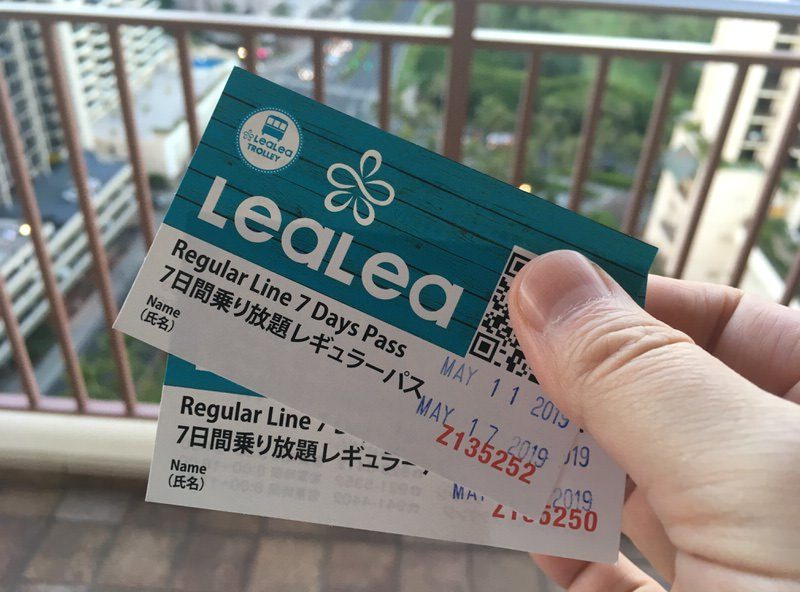 LeaLea
TROLLEY
LeaLea
Regular Line 7 Days Pass
7日間乗り放題レギュラーパス
Name
(氏名)
MAY 11 2019
MAY 17 2019
Z135252
Regular Line 7
7日間乗り放題レギュラー
Name
(氏名)
2019
5250